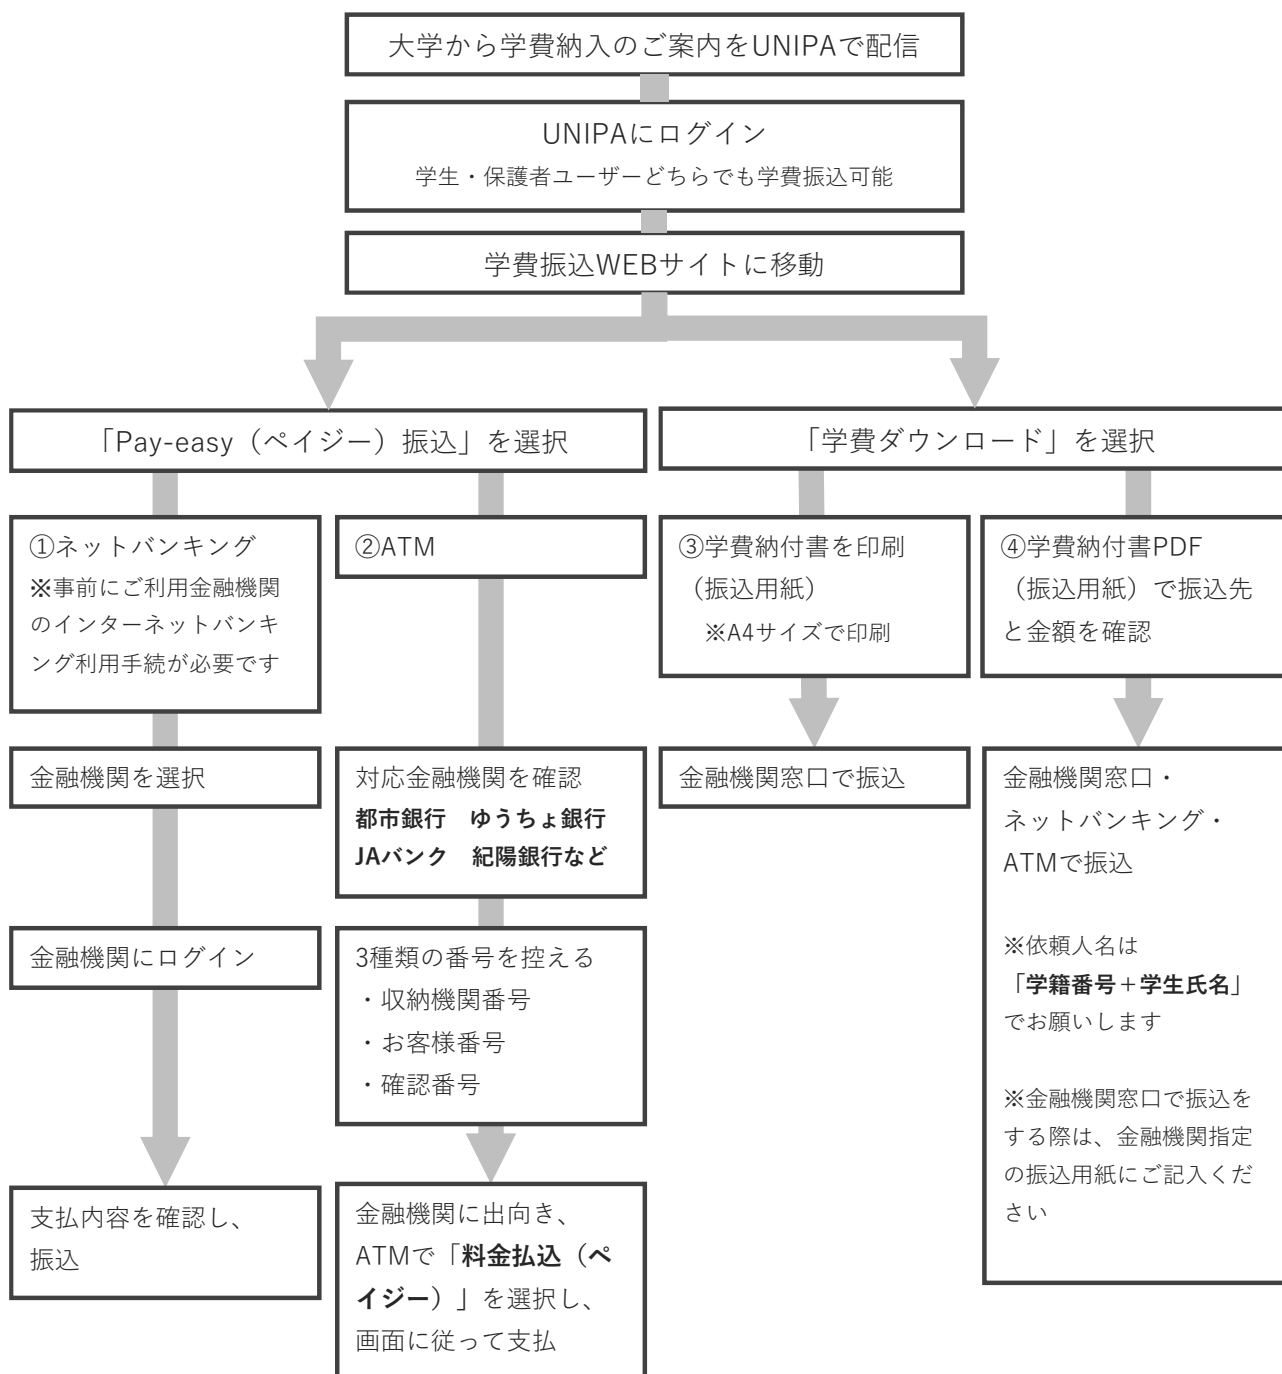 大学から学費納入のご案内をUNIPAで配信
UNIPAにログイン
学生・保護者ユーザーどちらでも学費振込可能
学費振込WEBサイトに移動
「Pay-easy（ペイジー）振込」を選択
①ネットバンキング
※事前にご利用金融機関
のインターネットバンキ
ング利用手続が必要です
金融機関を選択
金融機関にログイン
支払内容を確認し、
振込
②ATM
対応金融機関を確認
都市銀行　ゆうちょ銀行
JAバンク　紀陽銀行など
3種類の番号を控える
・収納機関番号
・お客様番号
・確認番号
金融機関に出向き、
ATMで「料金払込（ペ
イジー）」を選択し、
画面に従って支払
「学費ダウンロード」を選択
③学費納付書を印刷
（振込用紙）
※A4サイズで印刷
金融機関窓口で振込
④学費納付書PDF
（振込用紙）で振込先
と金額を確認
金融機関窓口・
ネットバンキング・
ATMで振込
※依頼人名は
「学籍番号＋学生氏名」
でお願いします
※金融機関窓口で振込を
する際は、金融機関指定
の振込用紙にご記入くだ
さい